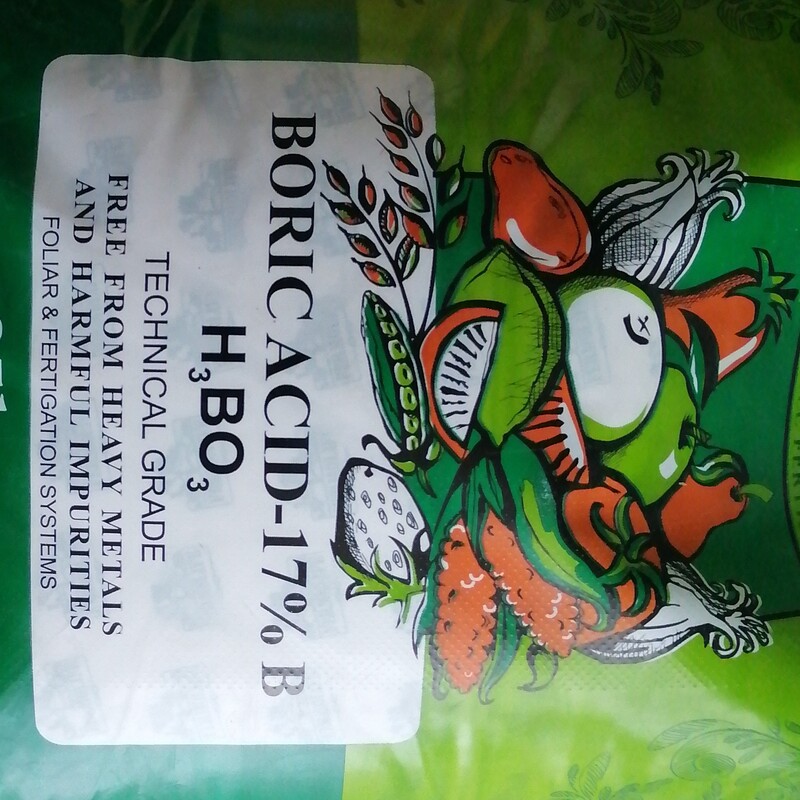 BORIC ACID-17% B
H₃BO₃
TECHNICAL GRADE
FREE FROM HEAVY METALS
AND HARMFUL IMPURITIES
FOLIAR & FERTIGATION SYSTEMS